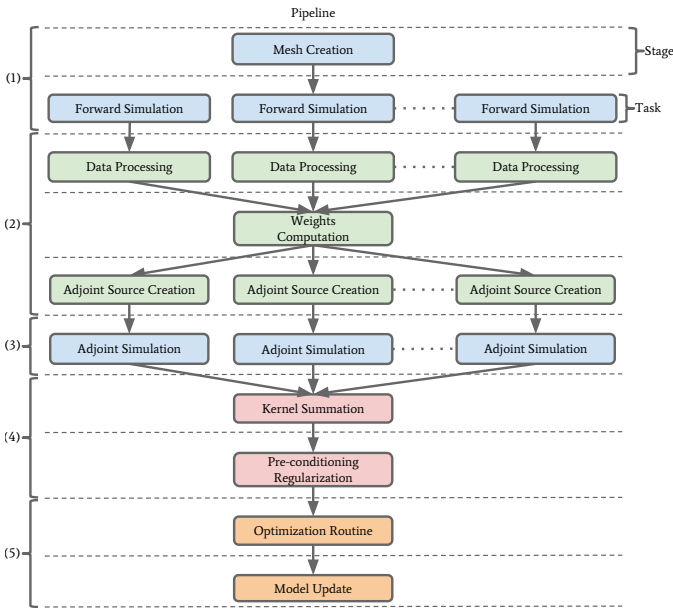 Pipeline
Mesh Creation
Stage
(1)
Forward Simulation
Forward Simulation
Forward Simulation
Task
Data Processing
Data Processing
Data Processing
(2)
Weights
Computation
Adjoint Source Creation
Adjoint Source Creation
Adjoint Source Creation
(3)
Adjoint Simulation
Adjoint Simulation
Adjoint Simulation
Kernel Summation
(4)
Pre-conditioning
Regularization
Optimization Routine
(5)
Model Update